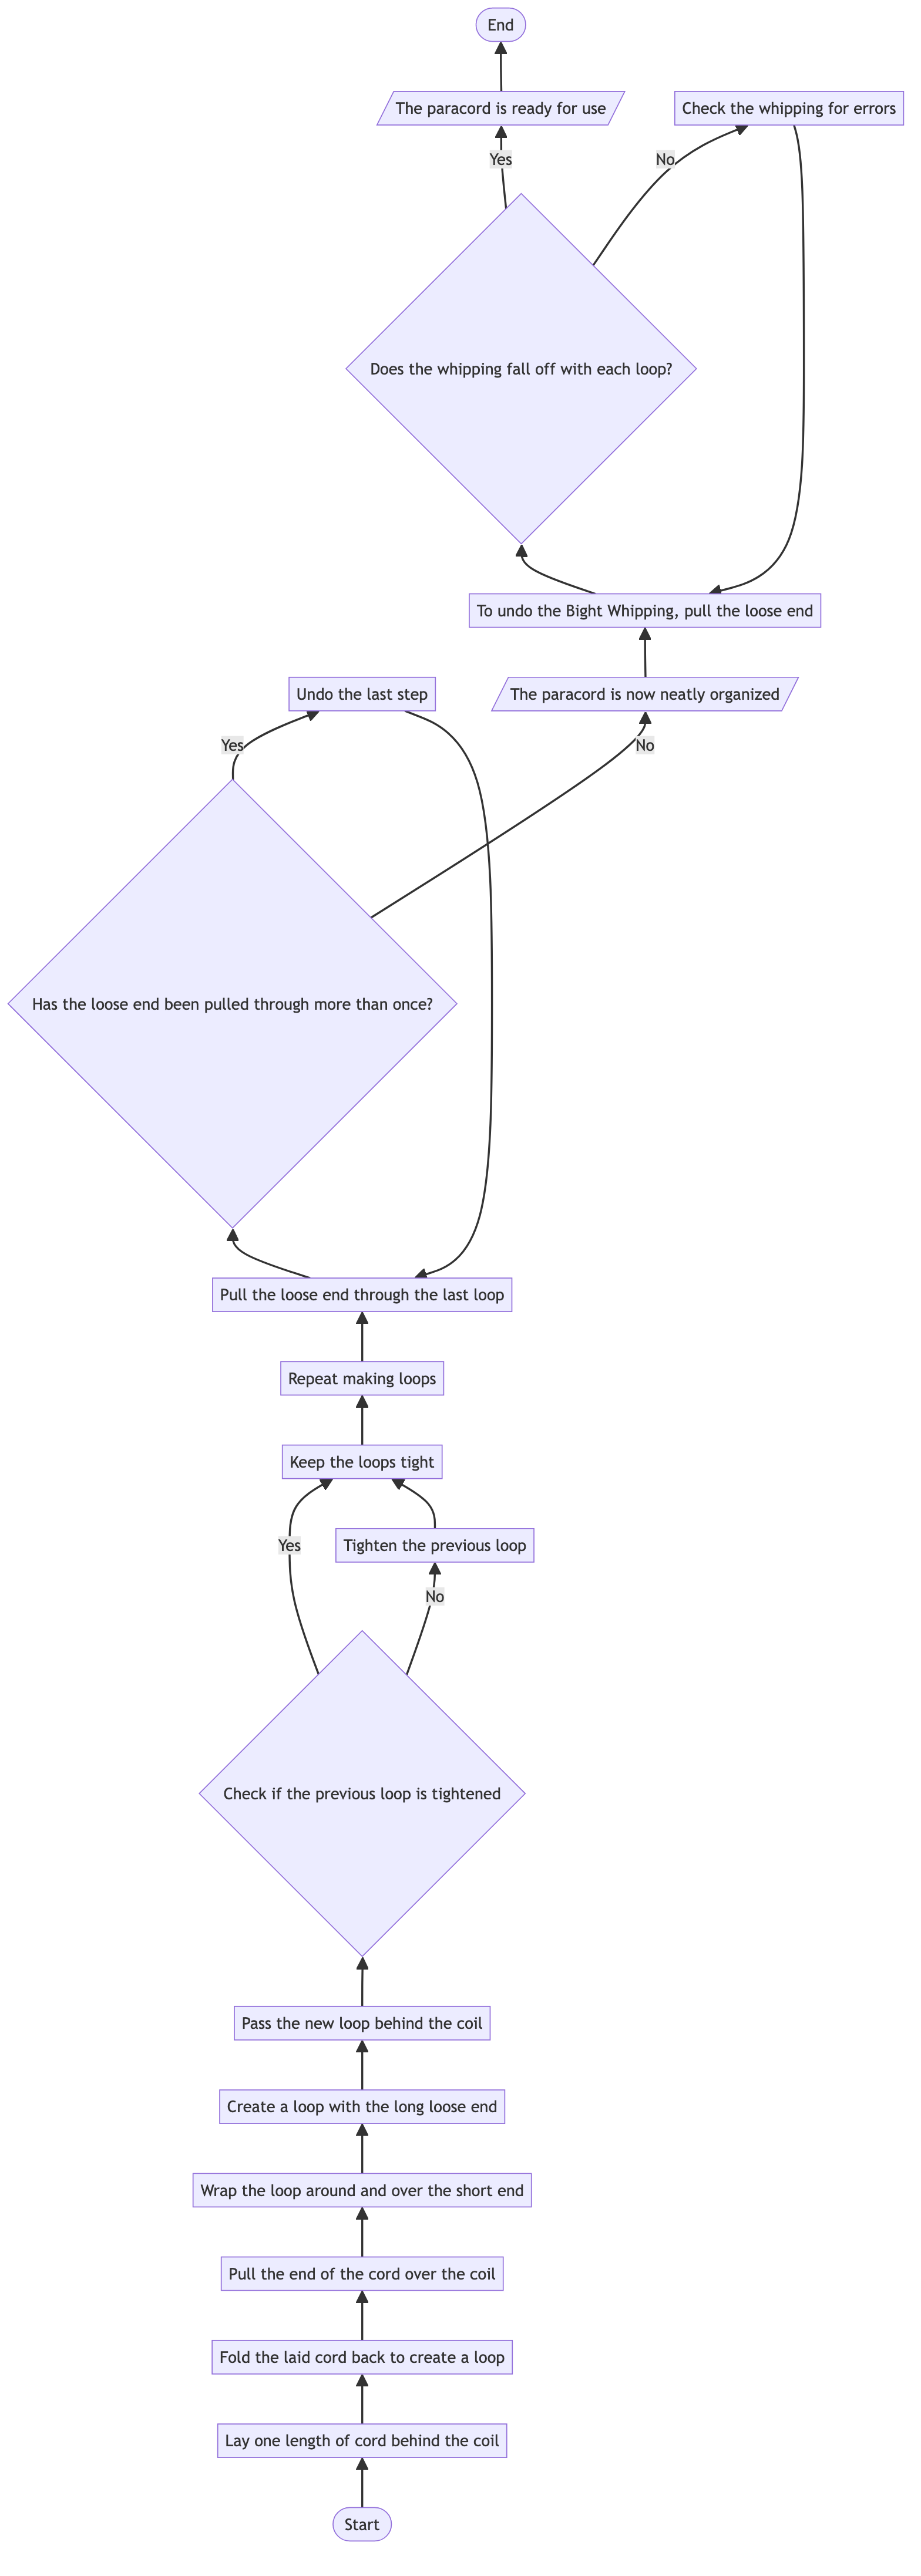 End
The paracord is ready for use
Check the whipping for errors
Yes
No
Does the whipping fall off with each loop?
To undo the Bight Whipping, pull the loose end
Undo the last step
The paracord is now neatly organized
Yes
No
Has the loose end been pulled through more than once?
Pull the loose end through the last loop
Repeat making loops
Keep the loops tight
Yes
Tighten the previous loop
No
Check if the previous loop is tightened
Pass the new loop behind the coil
Create a loop with the long loose end
Wrap the loop around and over the short end
Pull the end of the cord over the coil
Fold the laid cord back to create a loop
Lay one length of cord behind the coil
Start